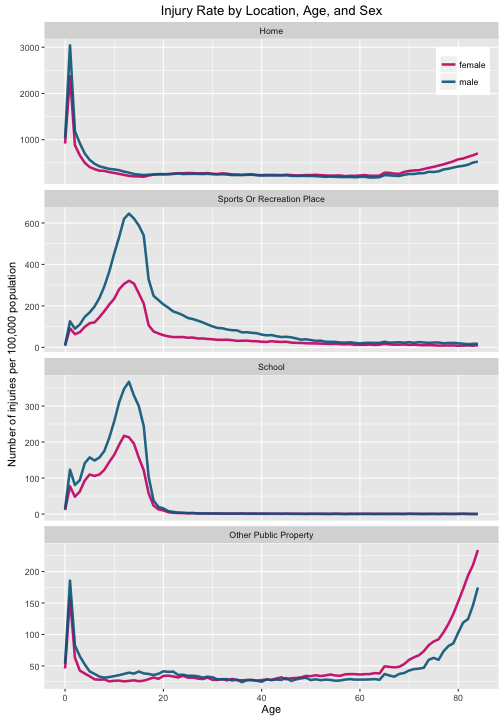 Injury Rate by Location, Age, and Sex
Home
3000
2000
1000
female
male
Sports Or Recreation Place
600
400
200
0
School
300
200
100
0
Other Public Property
200
150
100
50
0 20 40 60 80
Age
Number of injuries per 100,000 population